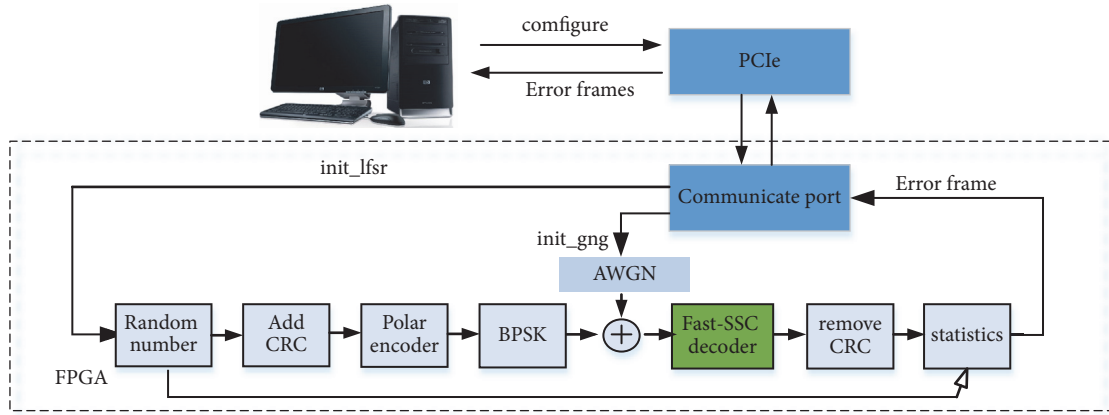 comfigure
PCIe
Error frames
init_lfsr
Communicate port
Error frame
init_gng
AWGN
Random
number
Add
CRC
Polar
encoder
BPSK
+
Fast-SSC
decoder
remove
CRC
statistics
FPGA